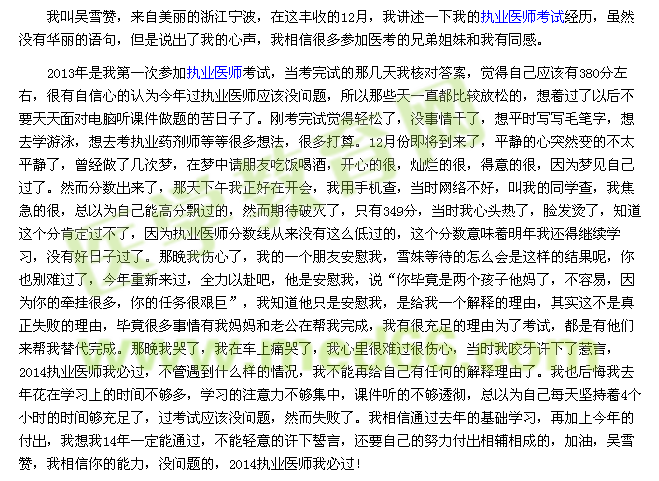 我叫吴雪赞，来自美丽的浙江宁波，在这丰收的12月，我讲述一下我的执业医师考试经历，虽然
没有华丽的语句，但是说出了我的心声，我相信很多参加医考的兄弟姐妹和我有同感。
2013年是我第一次参加执业医师考试，当考完试的那几天我核对答案，觉得自己应该有380分左
右，很有自信心的认为今年过执业医师应该没问题，所以那些天一直都比较放松的，想着过了以后不
要天天面对电脑听课件做题的苦日子了。刚考完试觉得轻松了，没事情干了，想平时写写毛笔字，想
去学游泳，想去考执业药剂师等等很多想法，很多打算。12月份即将到来了，平静的心突然变的不太
平静了，曾经做了几次梦，在梦中请朋友吃饭喝酒，开心的很，灿烂的很，得意的很，因为梦见自己
过了。然而分数出来了，那天下午我正好在开会，我用手机查，当时网络不好，叫我的同学查，我焦
急的很，总以为自己能高分飘过的，然而期待破灭了，只有349分，当时我心头热了，脸发烫了，知道
这个分肯定过不了，因为执业医师分数线从来没有这么低过的，这个分数意味着明年我还得继续学
习，没有好日子过了。那晚我伤心了，我的一个朋友安慰我，雪妹等待的怎么会是这样的结果呢，你
也别难过了，今年重新来过，全力以赴吧，他是安慰我，说“你毕竟是两个孩子他妈了，不容易，因
为你的牵挂很多，你的任务很艰巨”，我知道他只是安慰我，是给我一个解释的理由，其实这不是真
正失败的理由，毕竟很多事情有我妈妈和老公在帮我完成，我有很充足的理由为了考试，都是有他们
来帮我替代完成。那晚我哭了，我在车上痛哭了，我心里很难过很伤心，当时我咬牙许下了惹言，
2014执业医师我必过，不管遇到什么样的情况，我不能再给自己有任何的解释理由了。我也后悔我去
年花在学习上的时间不够多，学习的注意力不够集中，课件听的不够透彻，总以为自己每天坚持着4个
小时的时间够充足了，过考试应该没问题，然而失败了。我相信通过去年的基础学习，再加上今年的
付出，我想我14年一定能通过，不能轻意的许下誓言，还要自己的努力付出相辅相成的，加油，吴雪
赞，我相信你的能力，没问题的，2014执业医师我必过！
医学教育网
www.med66.com